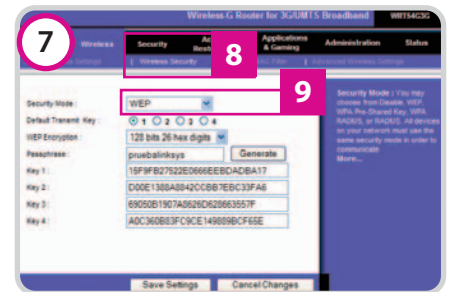 Wireless-G Router for 3G/UMTS Broadband WRT54G3G
7
Wireless Security Applications & Gaming Administration Status
8
Wireless Security
9
Security Mode : WEP
Default Transmit Key : 1 2 3 4
WEP Encryption : 128 bits 26 hex digits
Passphrase : pruebalinksys Generate
Key 1 : 15F9FB27522E0666EEBDADBA17
Key 2 : D00E1388A8842CCBB7EBC33FA6
Key 3 : 69050B1907A8626D628663557F
Key 4 : A0C360B83FC9CE149889BCF65E
Security Mode : You may
choose from Disable, WEP,
WPA Pre-Shared Key, WPA
RADIUS, or RADIUS. All devices
on your network must use the
same security mode in order to
communicate
More...
Save Settings Cancel Changes